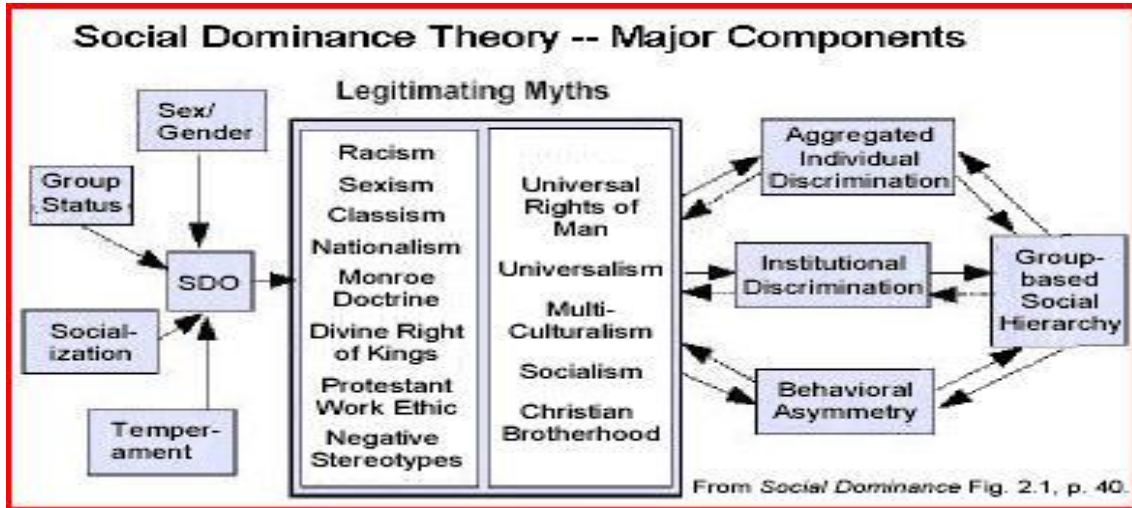 Social Dominance Theory -- Major Components
Legitimating Myths
Sex/
Gender
Group
Status
SDO
Social-
ization
Temper-
ament
Racism
Sexism
Classism
Nationalism
Monroe
Doctrine
Divine Right
of Kings
Protestant
Work Ethic
Negative
Stereotypes
Universal
Rights of
Man
Universalism
Multi-
Culturalism
Socialism
Christian
Brotherhood
Aggregated
Individual
Discrimination
Institutional
Discrimination
Behavioral
Asymmetry
Group-
based
Social
Hierarchy
From Social Dominance Fig. 2.1, p. 40.